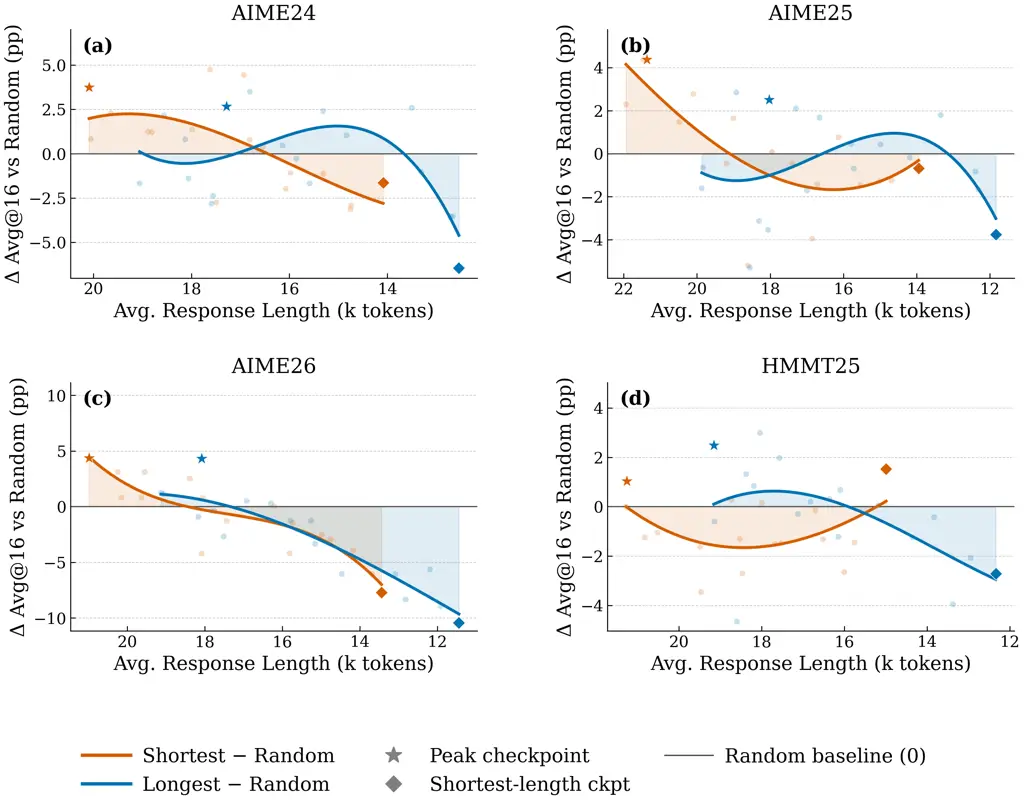 AIME24
(a)
Δ Avg@16 vs Random (pp)
5.0
2.5
0.0
−2.5
−5.0
20
18
16
14
Avg. Response Length (k tokens)
AIME25
(b)
Δ Avg@16 vs Random (pp)
4
2
0
−2
−4
22
20
18
16
14
12
Avg. Response Length (k tokens)
AIME26
(c)
Δ Avg@16 vs Random (pp)
10
5
0
−5
−10
20
18
16
14
12
Avg. Response Length (k tokens)
HMMT25
(d)
Δ Avg@16 vs Random (pp)
4
2
0
−2
−4
20
18
16
14
12
Avg. Response Length (k tokens)
Shortest − Random
Longest − Random
Peak checkpoint
Shortest-length ckpt
Random baseline (0)